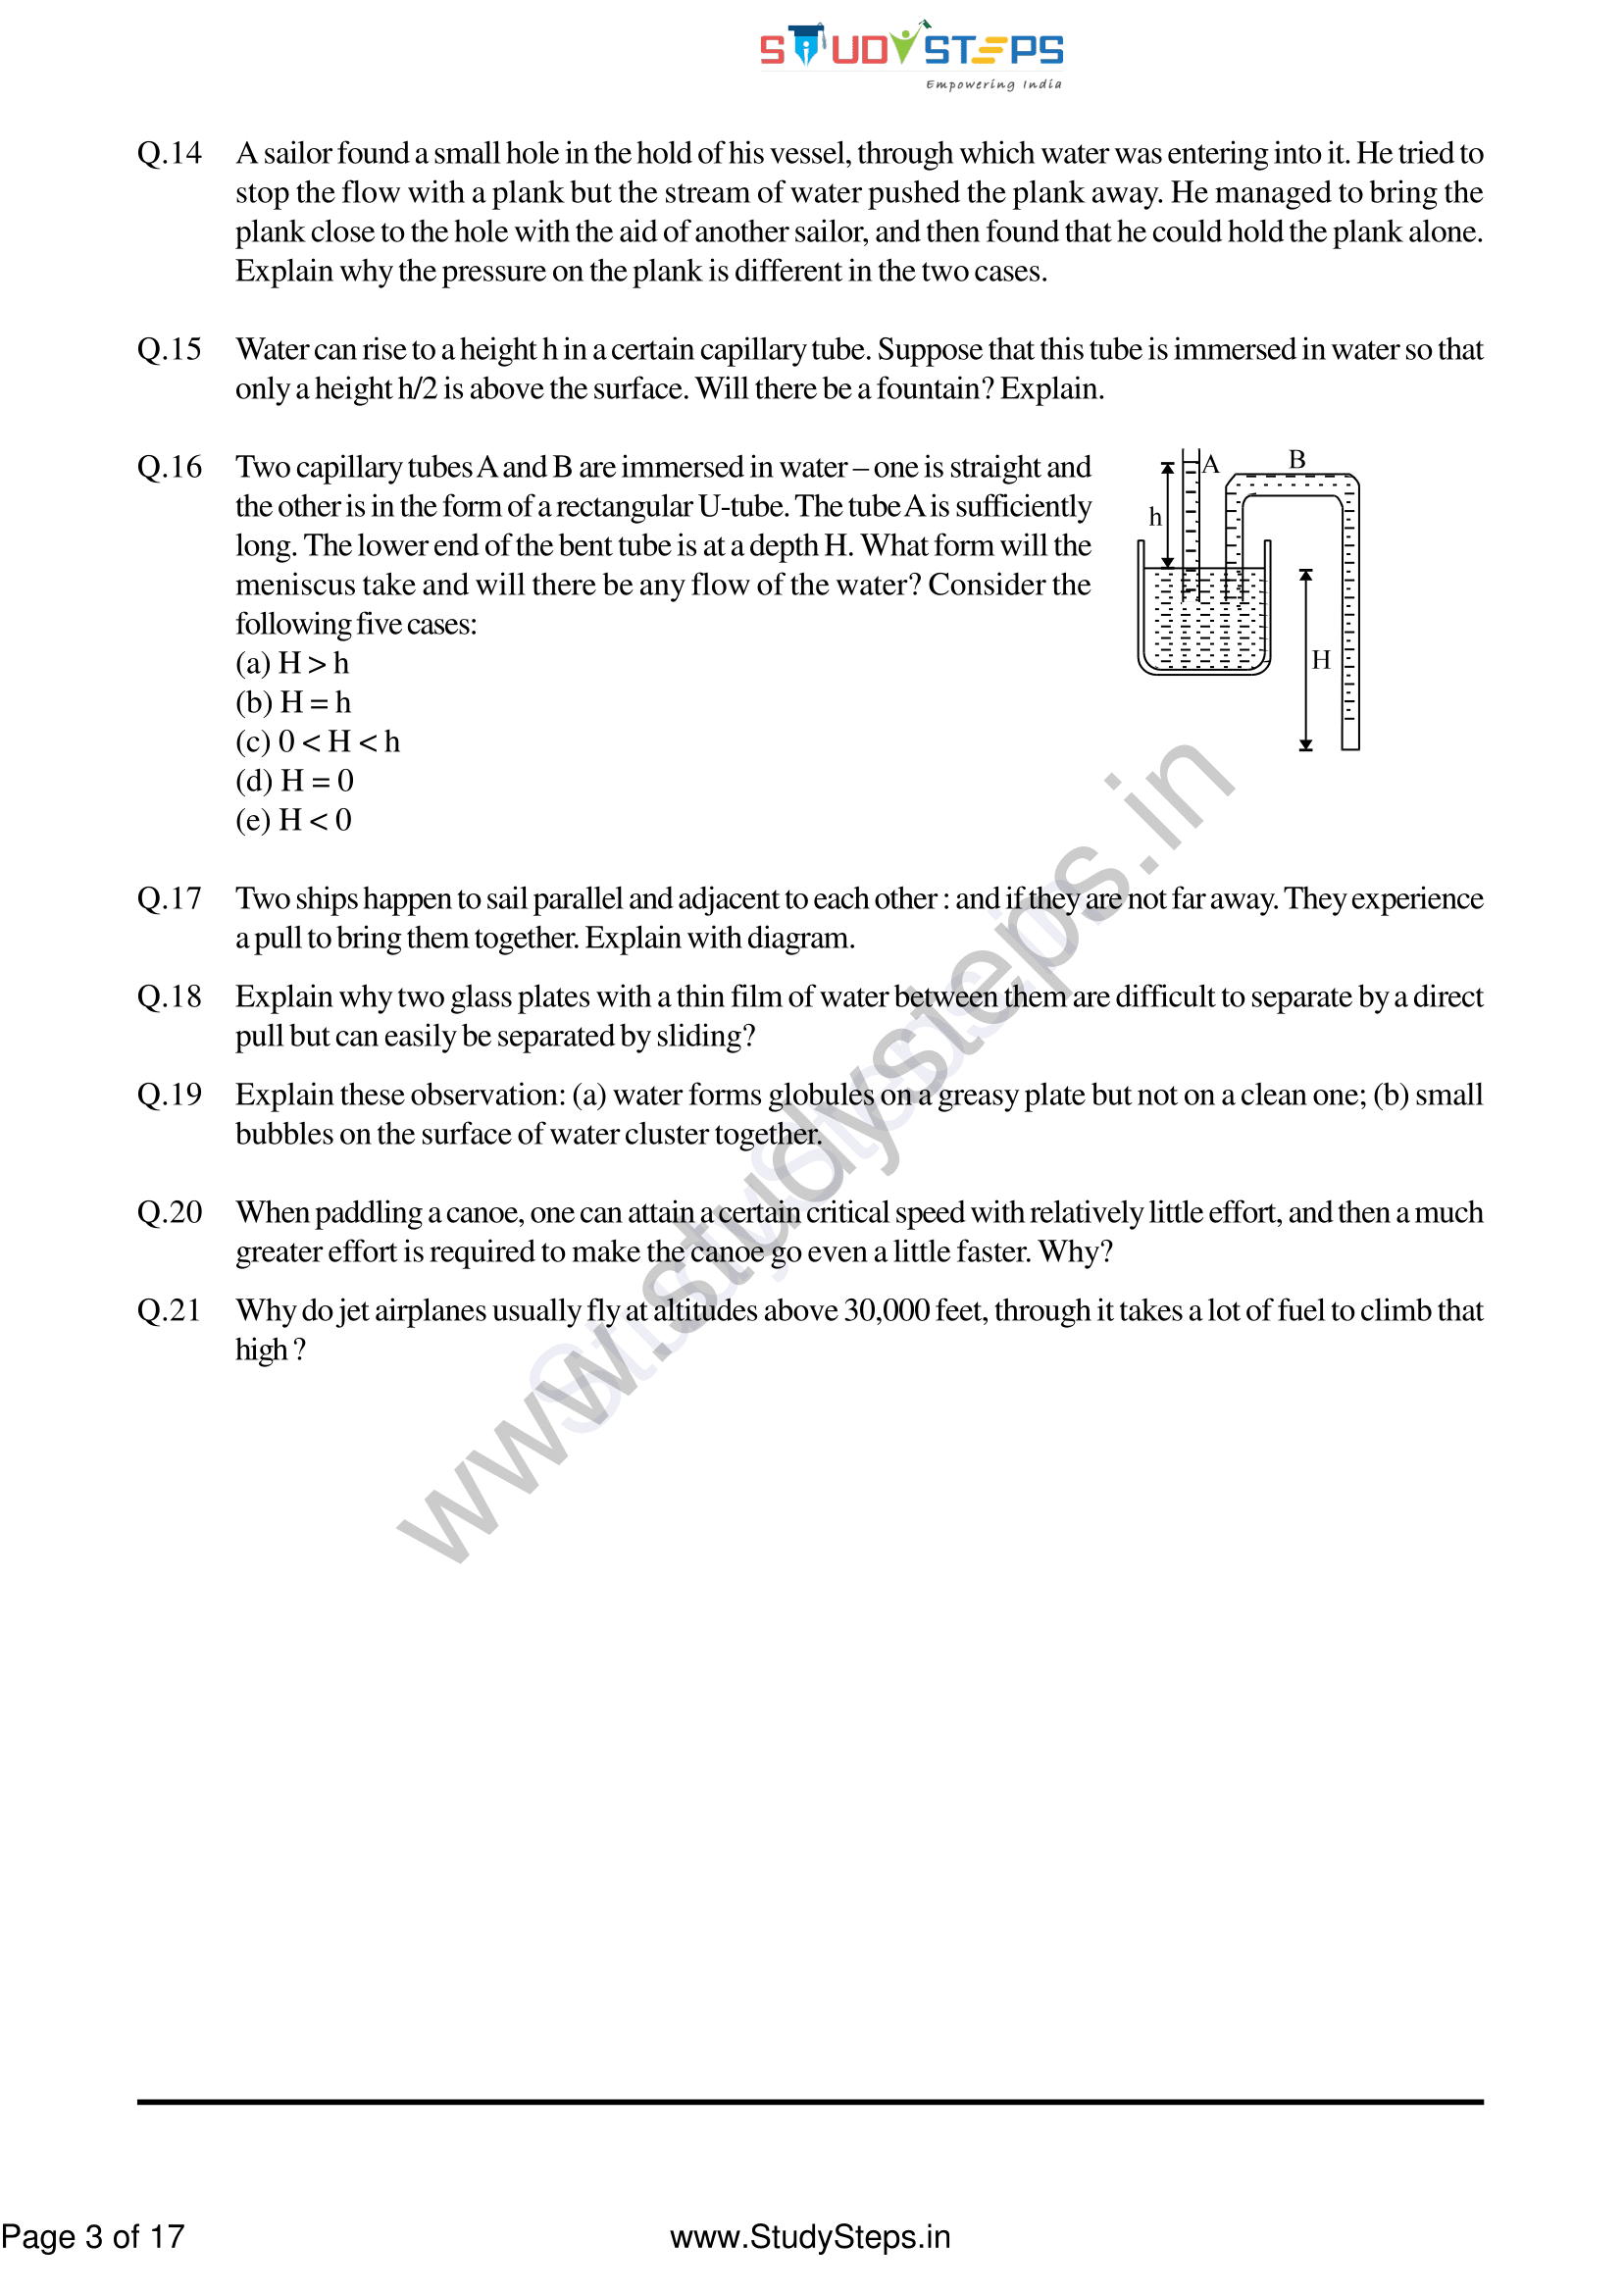 STUDYSTEPS
Empowering India
Q.14 A sailor found a small hole in the hold of his vessel, through which water was entering into it. He tried to
stop the flow with a plank but the stream of water pushed the plank away. He managed to bring the
plank close to the hole with the aid of another sailor, and then found that he could hold the plank alone.
Explain why the pressure on the plank is different in the two cases.
Q.15 Water can rise to a height h in a certain capillary tube. Suppose that this tube is immersed in water so that
only a height h/2 is above the surface. Will there be a fountain? Explain.
Q.16 Two capillary tubes A and B are immersed in water – one is straight and
the other is in the form of a rectangular U-tube. The tube A is sufficiently
long. The lower end of the bent tube is at a depth H. What form will the
meniscus take and will there be any flow of the water? Consider the
following five cases:
(a) H > h
(b) H = h
(c) 0 < H < h
(d) H = 0
(e) H < 0
A
B
h
H
Q.17 Two ships happen to sail parallel and adjacent to each other : and if they are not far away. They experience
a pull to bring them together. Explain with diagram.
Q.18 Explain why two glass plates with a thin film of water between them are difficult to separate by a direct
pull but can easily be separated by sliding?
Q.19 Explain these observation: (a) water forms globules on a greasy plate but not on a clean one; (b) small
bubbles on the surface of water cluster together.
Q.20 When paddling a canoe, one can attain a certain critical speed with relatively little effort, and then a much
greater effort is required to make the canoe go even a little faster. Why?
Q.21 Why do jet airplanes usually fly at altitudes above 30,000 feet, through it takes a lot of fuel to climb that
high ?
www.studysteps.in
StudySteps.in
Page 3 of 17
www.StudySteps.in